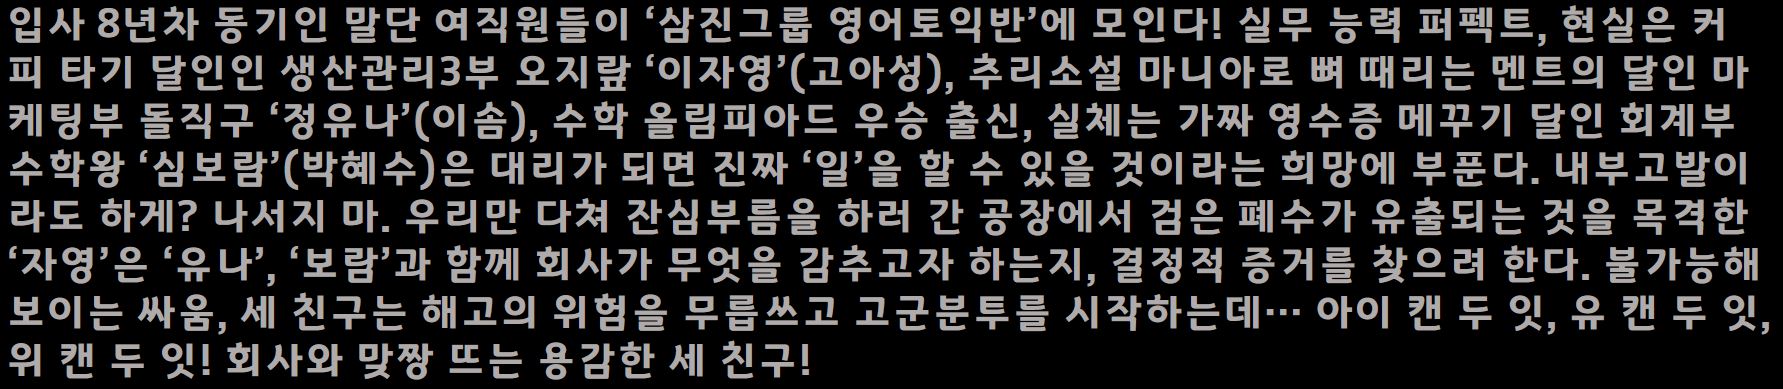 입사 8년차 동기인 말단 여직원들이 ‘삼진그룹 영어토익반’에 모인다! 실무 능력 퍼펙트, 현실은 커
피 타기 달인인 생산관리3부 오지랖 ‘이자영’(고아성), 추리소설 마니아로 뼈 때리는 멘트의 달인 마
케팅부 돌직구 ‘정유나’(이솜), 수학 올림피아드 우승 출신, 실체는 가짜 영수증 메꾸기 달인 회계부
수학왕 ‘심보람’(박혜수)은 대리가 되면 진짜 ‘일’을 할 수 있을 것이라는 희망에 부푼다. 내부고발이
라도 하게? 나서지 마. 우리만 다쳐 잔심부름을 하러 간 공장에서 검은 폐수가 유출되는 것을 목격한
‘자영’은 ‘유나’, ‘보람’과 함께 회사가 무엇을 감추고자 하는지, 결정적 증거를 찾으려 한다. 불가능해
보이는 싸움, 세 친구는 해고의 위험을 무릅쓰고 고군분투를 시작하는데… 아이 캔 두 잇, 유 캔 두 잇,
위 캔 두 잇! 회사와 맞짱 뜨는 용감한 세 친구!